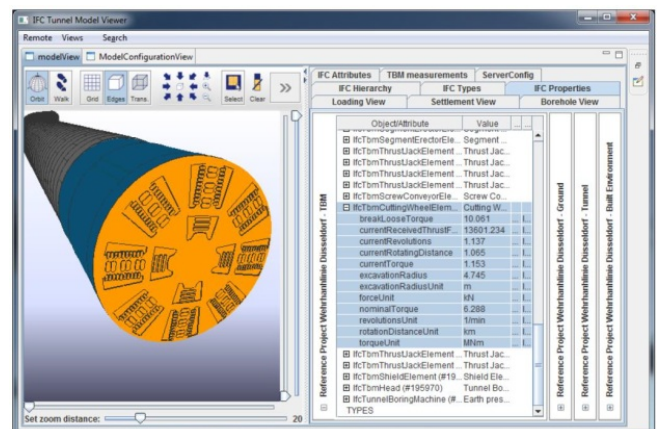 IFC Tunnel Model Viewer
Remote Views Search
modelView ModelConfigurationView
Orbit Walk Grid Edges Trans. Select Clear »
Set zoom distance: 20
IFC Attributes TBM measurements ServerConfig
IFC Hierarchy IFC Types IFC Properties
Loading View Settlement View Borehole View
Reference Project Wehrhahnlinie Düsseldorf - TBM
Object/Attribute Value ... ...
IfcTbmSegmentErectorEle... Segment ...
IfcTbmThrustJackElement ... Thrust Jac...
IfcTbmThrustJackElement ... Thrust Jac...
IfcTbmThrustJackElement ... Thrust Jac...
IfcTbmThrustJackElement ... Thrust Jac...
IfcTbmScrewConveyorEle... Screw Co...
IfcTbmCuttingWheelElem... Cutting W...
breakLooseTorque 10.061 ... I...
currentReceivedThrustF... 13601.234 ... I...
currentRevolutions 1.137 ... I...
currentRotatingDistance 1.065 ... I...
currentTorque 1.153 ... I...
excavationRadius 4.745 ... I...
excavationRadiusUnit m ... I...
forceUnit kN ... I...
nominalTorque 6.288 ... I...
revolutionsUnit 1/min ... I...
rotationDistanceUnit km ... I...
torqueUnit MNm ... I...
IfcTbmThrustJackElement ... Thrust Jac...
IfcTbmThrustJackElement ... Thrust Jac...
IfcTbmShieldElement (#19... Shield Ele...
IfcTbmHead (#195970) Tunnel Bo...
IfcTunnelBoringMachine (#... Earth pres...
TYPES
Reference Project Wehrhahnlinie Düsseldorf - Ground
Reference Project Wehrhahnlinie Düsseldorf - Tunnel
Reference Project Wehrhahnlinie Düsseldorf - Built Environment